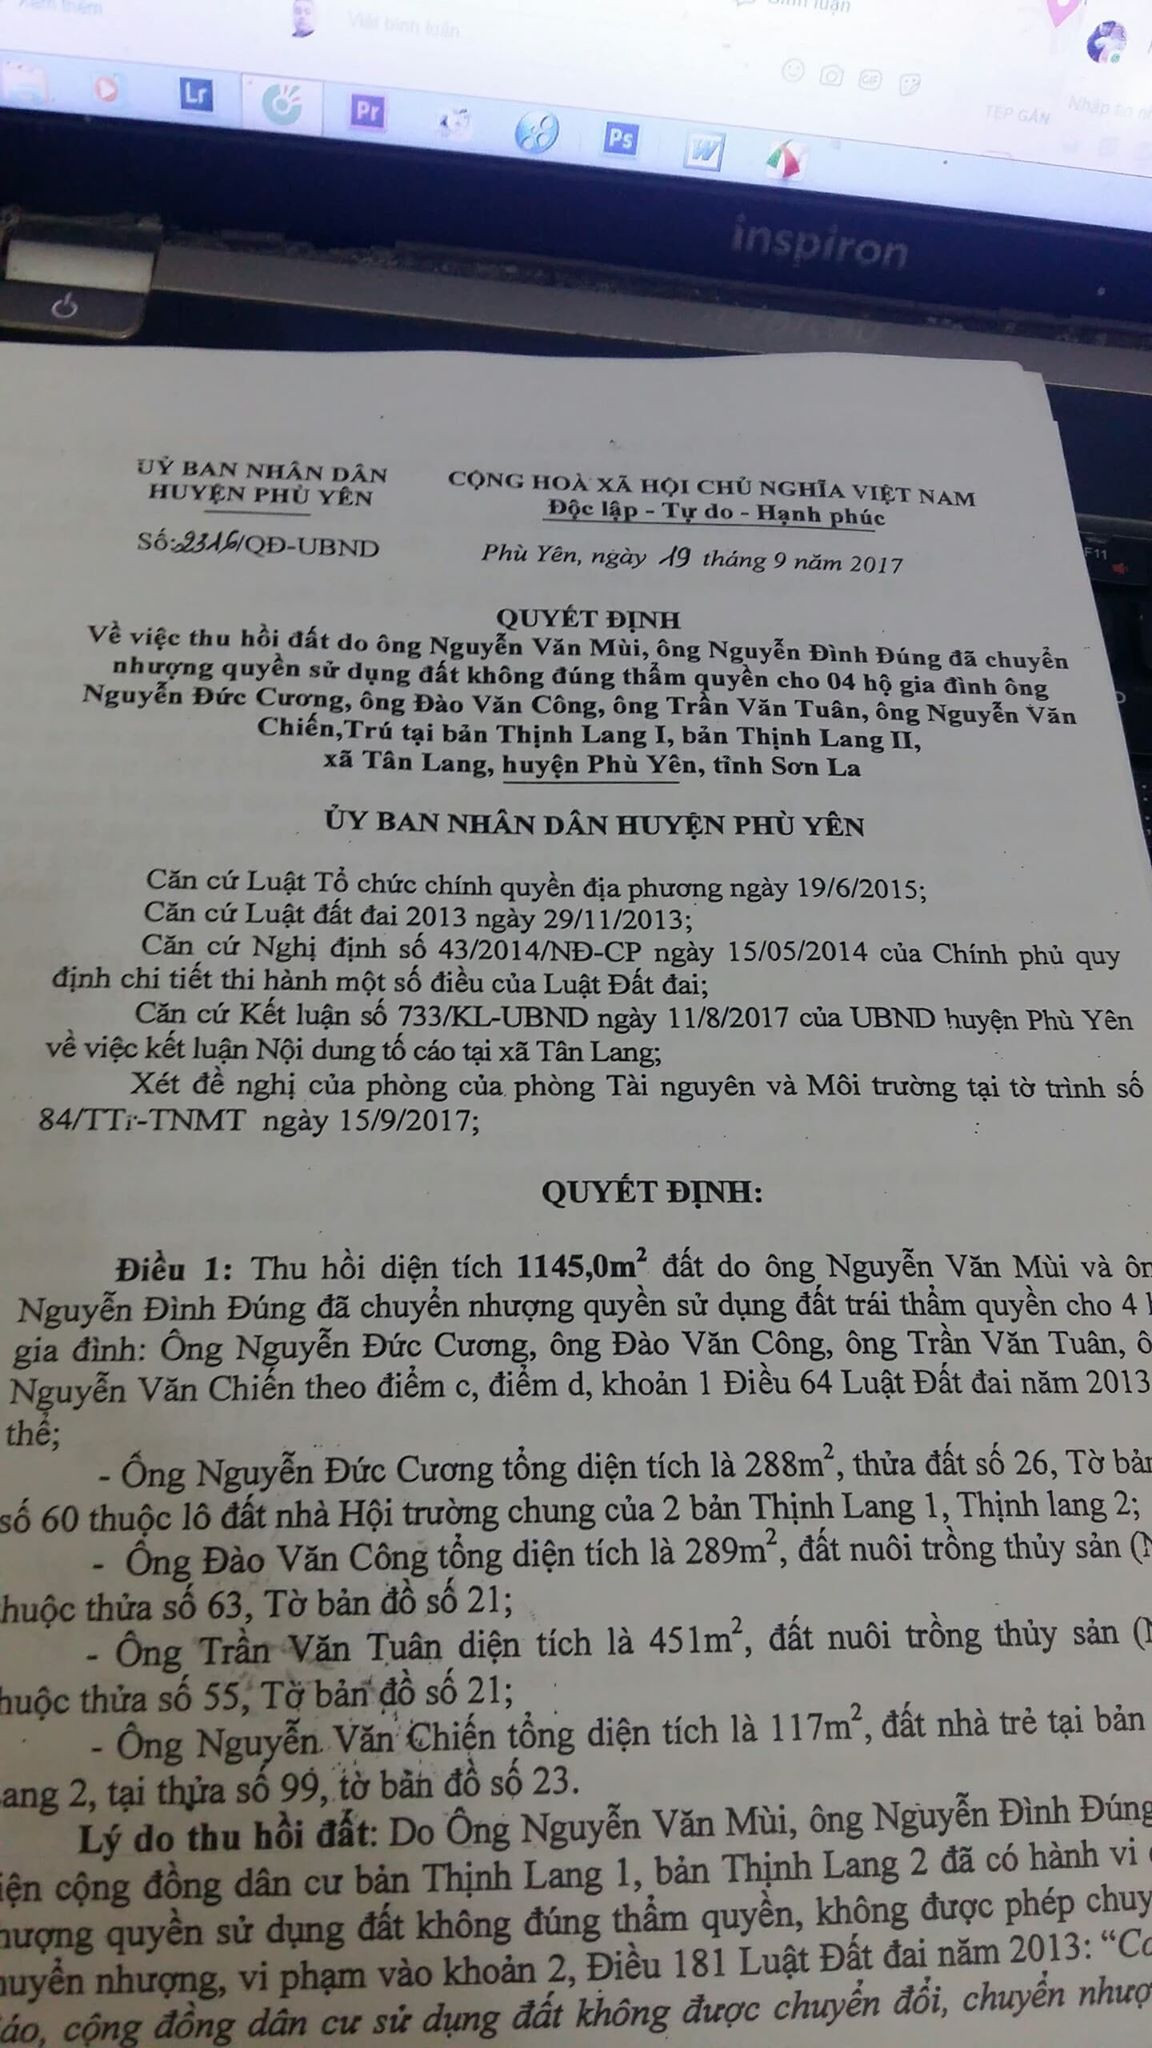 Xem thêm
Viết bình luận
Bình luận
GIF
TỆP GẮN
Lr
Pr
Ps
W
inspiron
F11
UỶ BAN NHÂN DÂN
HUYỆN PHÙ YÊN
CỘNG HOÀ XÃ HỘI CHỦ NGHĨA VIỆT NAM
Độc lập - Tự do - Hạnh phúc
Số:2316/QĐ-UBND
Phù Yên, ngày 19 tháng 9 năm 2017
QUYẾT ĐỊNH
Về việc thu hồi đất do ông Nguyễn Văn Mùi, ông Nguyễn Đình Đúng đã chuyển
nhượng quyền sử dụng đất không đúng thẩm quyền cho 04 hộ gia đình ông
Nguyễn Đức Cương, ông Đào Văn Công, ông Trần Văn Tuân, ông Nguyễn Văn
Chiến,Trú tại bản Thịnh Lang I, bản Thịnh Lang II,
xã Tân Lang, huyện Phù Yên, tỉnh Sơn La
ỦY BAN NHÂN DÂN HUYỆN PHÙ YÊN
Căn cứ Luật Tổ chức chính quyền địa phương ngày 19/6/2015;
Căn cứ Luật đất đai 2013 ngày 29/11/2013;
Căn cứ Nghị định số 43/2014/NĐ-CP ngày 15/05/2014 của Chính phủ quy
định chi tiết thi hành một số điều của Luật Đất đai;
Căn cứ Kết luận số 733/KL-UBND ngày 11/8/2017 của UBND huyện Phù Yên
về việc kết luận Nội dung tố cáo tại xã Tân Lang;
Xét đề nghị của phòng của phòng Tài nguyên và Môi trường tại tờ trình số
84/TTr-TNMT ngày 15/9/2017;
QUYẾT ĐỊNH:
Điều 1: Thu hồi diện tích 1145,0m² đất do ông Nguyễn Văn Mùi và ôn
Nguyễn Đình Đúng đã chuyển nhượng quyền sử dụng đất trái thẩm quyền cho 4 h
gia đình: Ông Nguyễn Đức Cương, ông Đào Văn Công, ông Trần Văn Tuân, ô
Nguyễn Văn Chiến theo điểm c, điểm d, khoản 1 Điều 64 Luật Đất đai năm 2013
thể;
- Ông Nguyễn Đức Cương tổng diện tích là 288m², thửa đất số 26, Tờ bản
số 60 thuộc lô đất nhà Hội trường chung của 2 bản Thịnh Lang 1, Thịnh lang 2;
- Ông Đào Văn Công tổng diện tích là 289m², đất nuôi trồng thủy sản (N
huộc thửa số 63, Tờ bản đồ số 21;
- Ông Trần Văn Tuân diện tích là 451m², đất nuôi trồng thủy sản (N
huộc thửa số 55, Tờ bản đồ số 21;
- Ông Nguyễn Văn Chiến tổng diện tích là 117m², đất nhà trẻ tại bản
ang 2, tại thửa số 99, tờ bản đồ số 23.
Lý do thu hồi đất: Do Ông Nguyễn Văn Mùi, ông Nguyễn Đình Đúng
iện cộng đồng dân cư bản Thịnh Lang 1, bản Thịnh Lang 2 đã có hành vi
hượng quyền sử dụng đất không đúng thẩm quyền, không được phép chuy
uyển nhượng, vi phạm vào khoản 2, Điều 181 Luật Đất đai năm 2013: “Cơ
áo, cộng đồng dân cư sử dụng đất không được chuyển đổi, chuyển nhượ